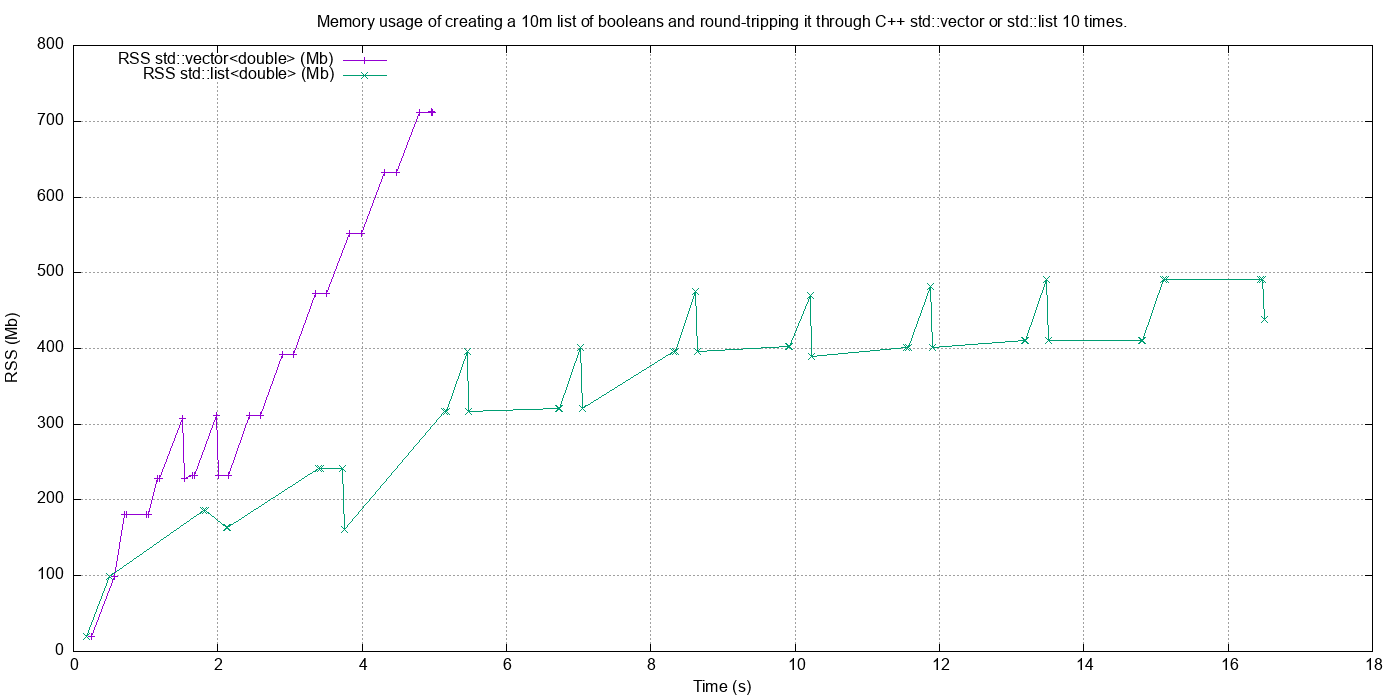 Memory usage of creating a 10m list of booleans and round-tripping it through C++ std::vector or std::list 10 times.
800
RSS std::vector<double> (Mb)
RSS std::list<double> (Mb)
700
600
500
400
300
200
100
0
RSS (Mb)
0 2 4 6 8 10 12 14 16 18
Time (s)